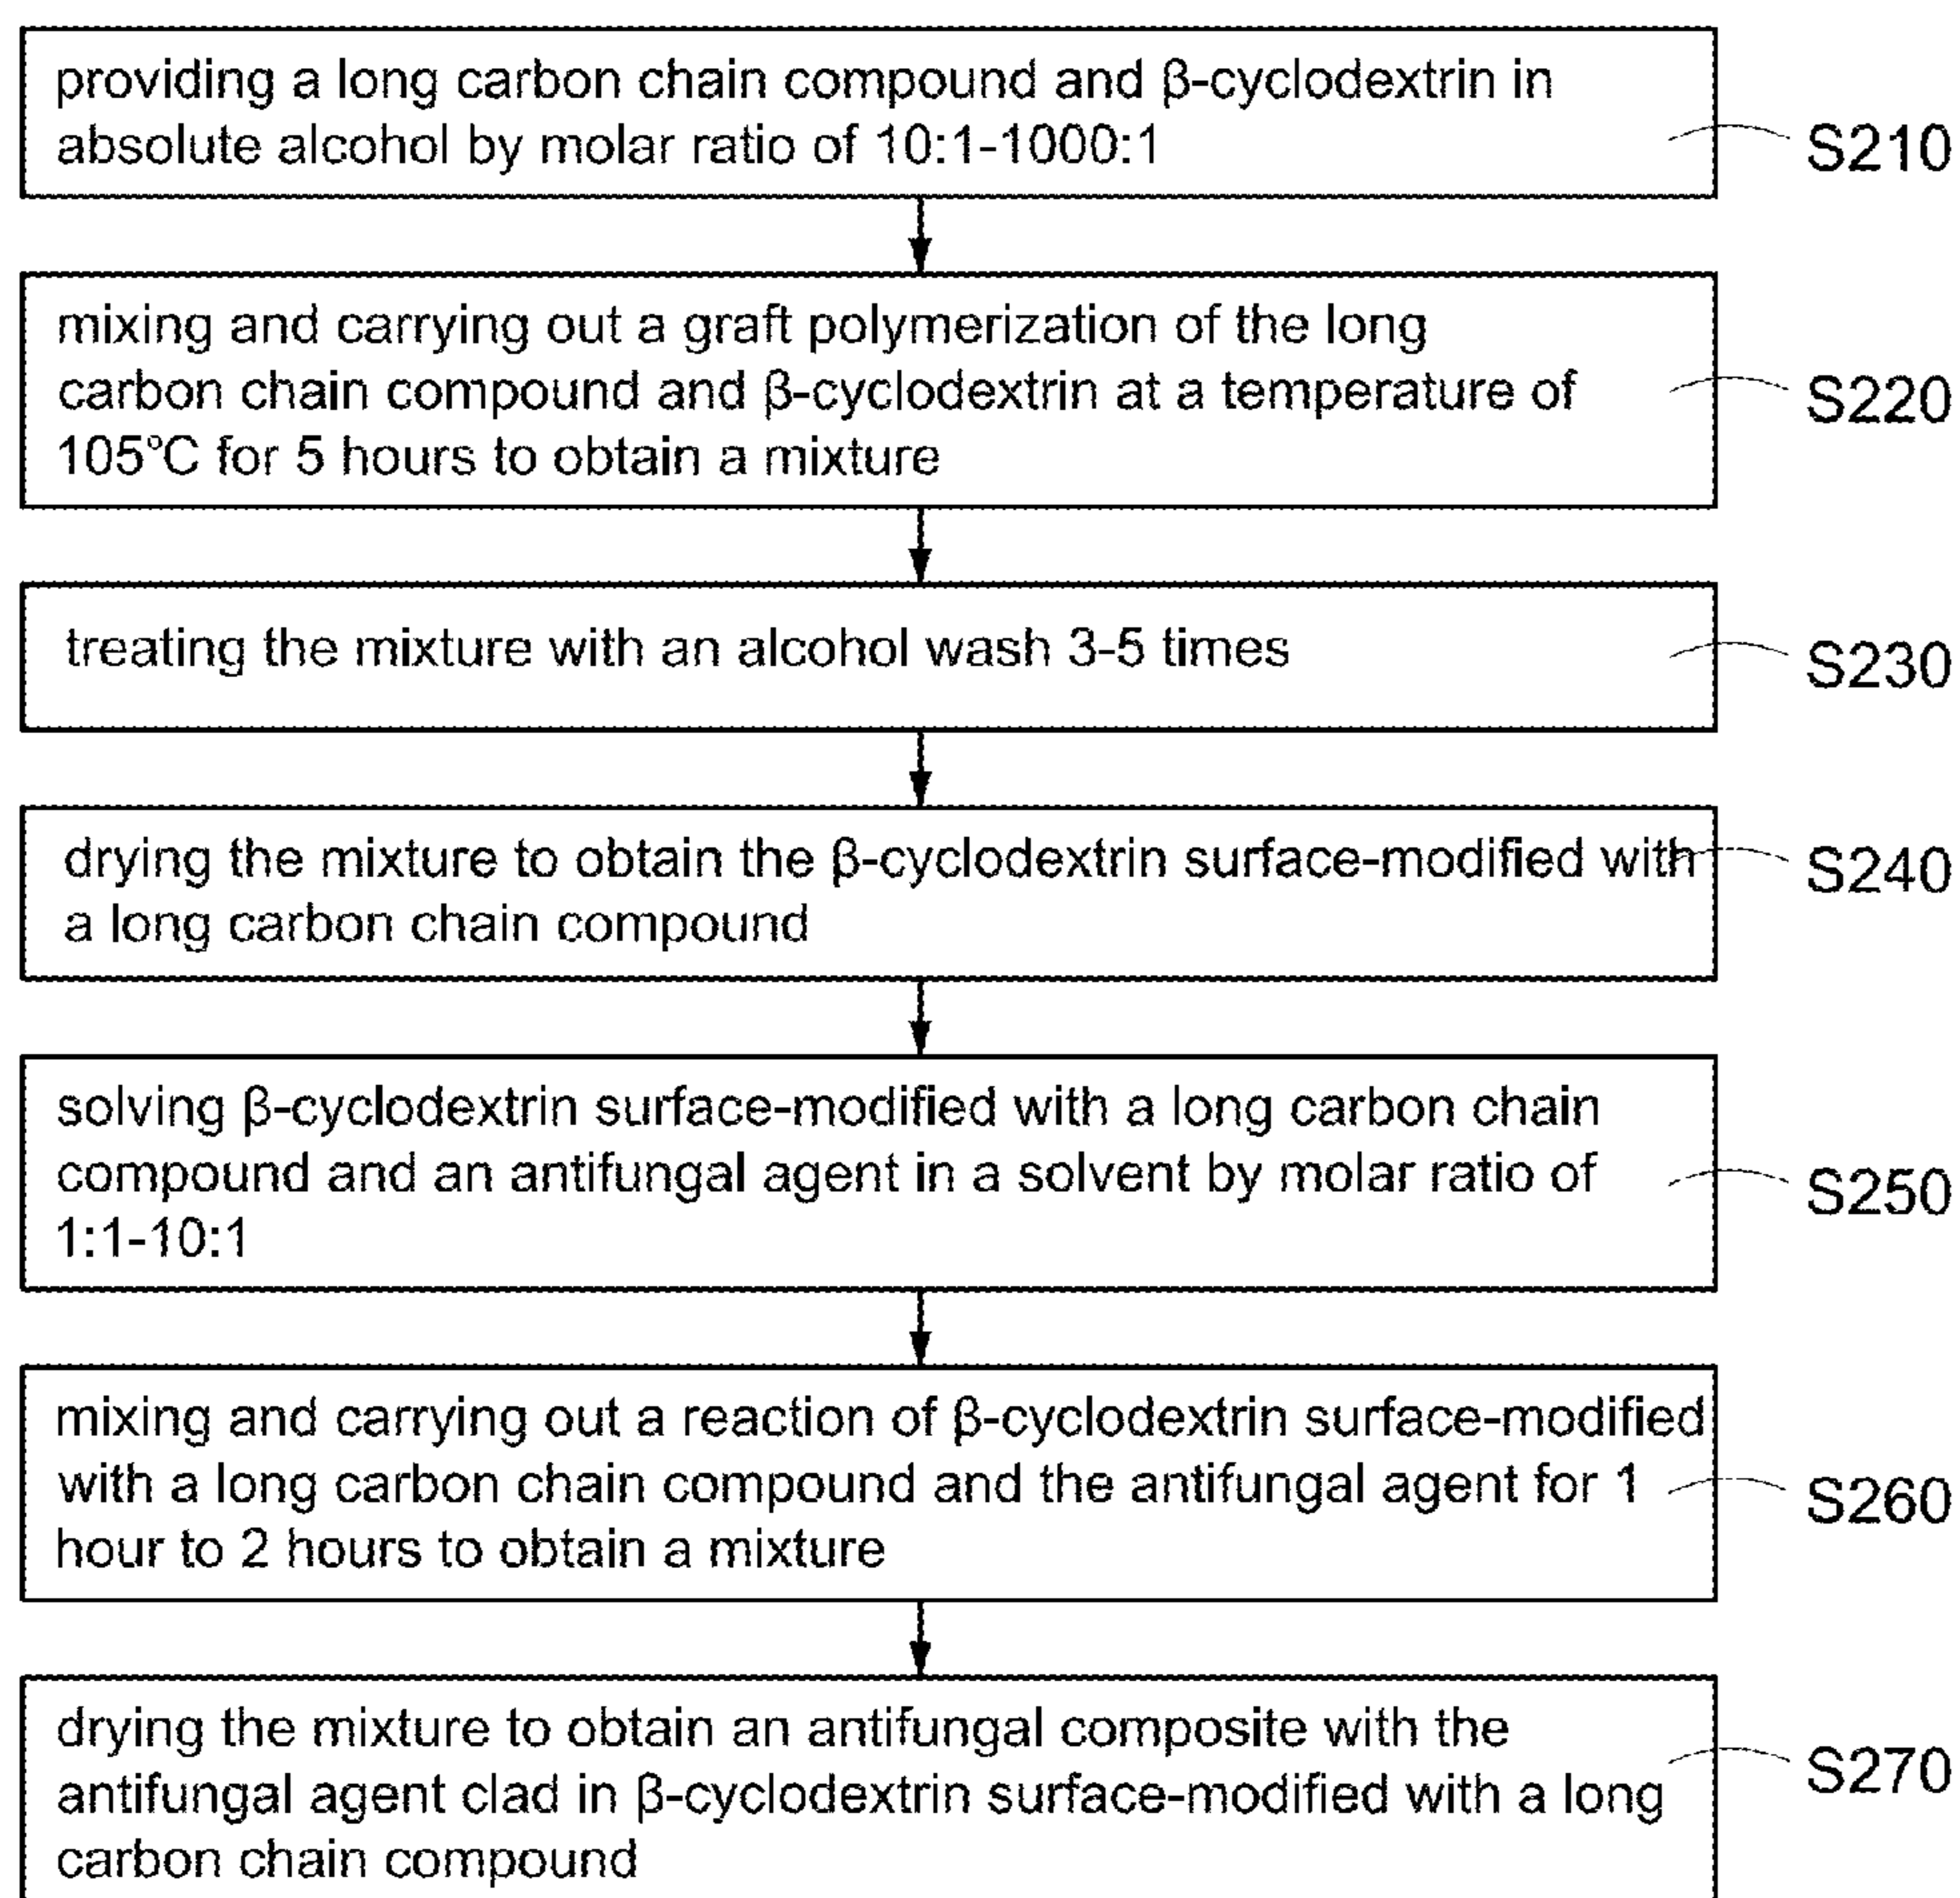 providing a long carbon chain compound and β-cyclodextrin in
absolute alcohol by molar ratio of 10:1-1000:1
S210
mixing and carrying out a graft polymerization of the long
carbon chain compound and β-cyclodextrin at a temperature of
105°C for 5 hours to obtain a mixture
S220
treating the mixture with an alcohol wash 3-5 times
S230
drying the mixture to obtain the β-cyclodextrin surface-modified with
a long carbon chain compound
S240
solving β-cyclodextrin surface-modified with a long carbon chain
compound and an antifungal agent in a solvent by molar ratio of
1:1-10:1
S250
mixing and carrying out a reaction of β-cyclodextrin surface-modified
with a long carbon chain compound and the antifungal agent for 1
hour to 2 hours to obtain a mixture
S260
drying the mixture to obtain an antifungal composite with the
antifungal agent clad in β-cyclodextrin surface-modified with a long
carbon chain compound
S270